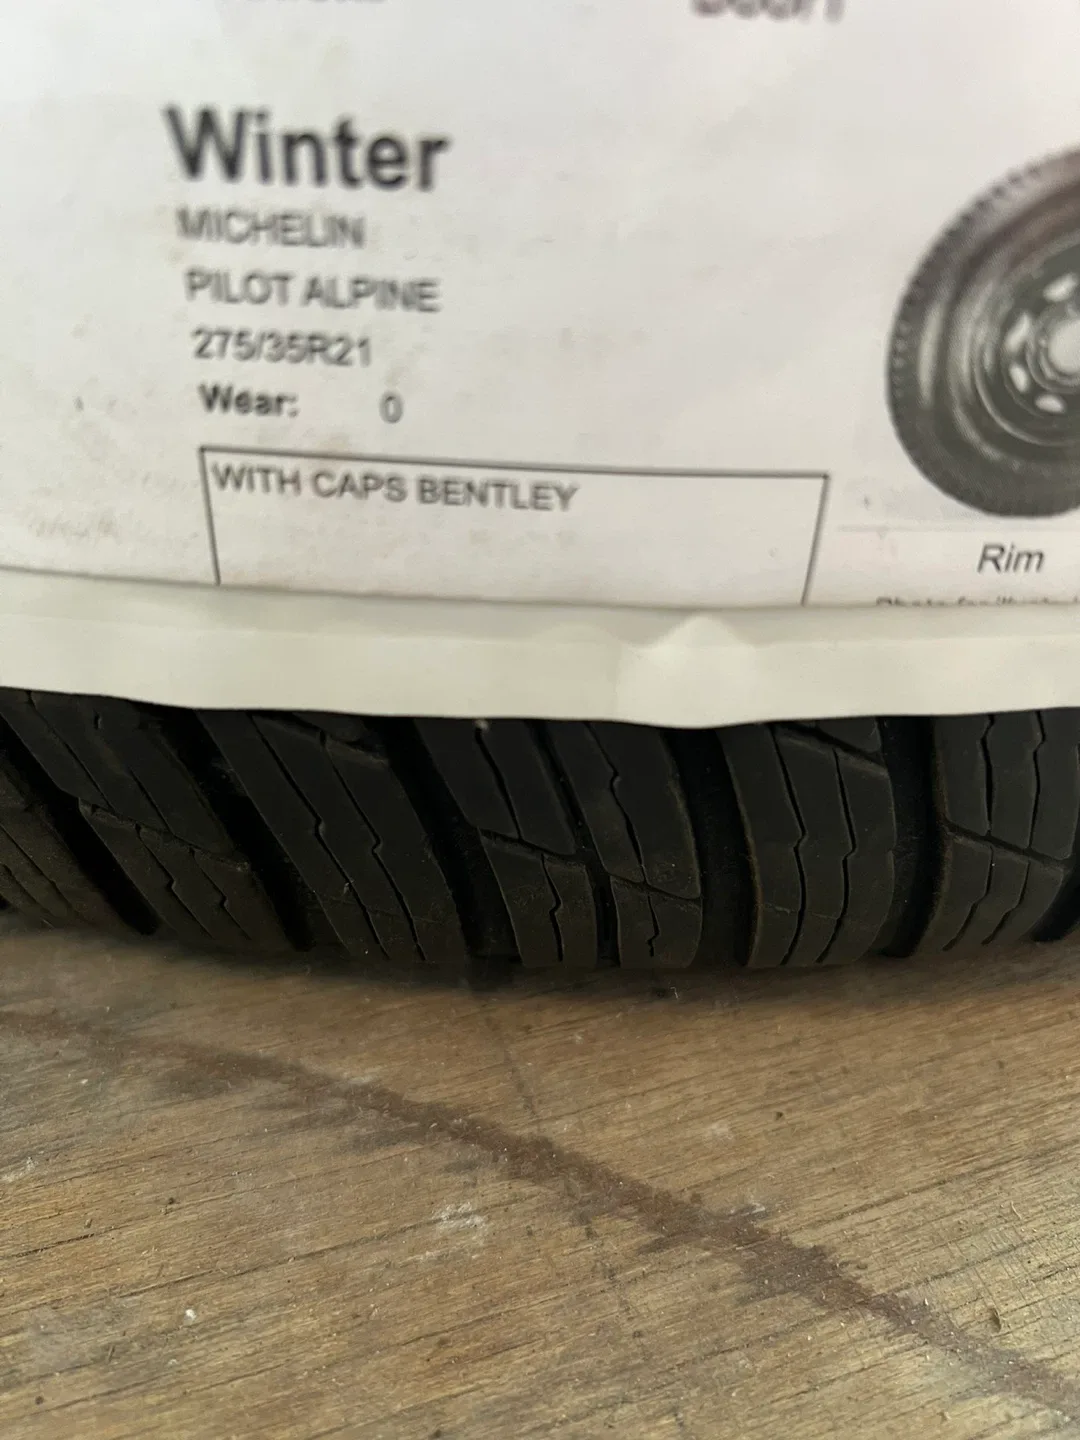 Winter
MICHELIN
PILOT ALPINE
275/35R21
Wear: 0
WITH CAPS BENTLEY
Rim